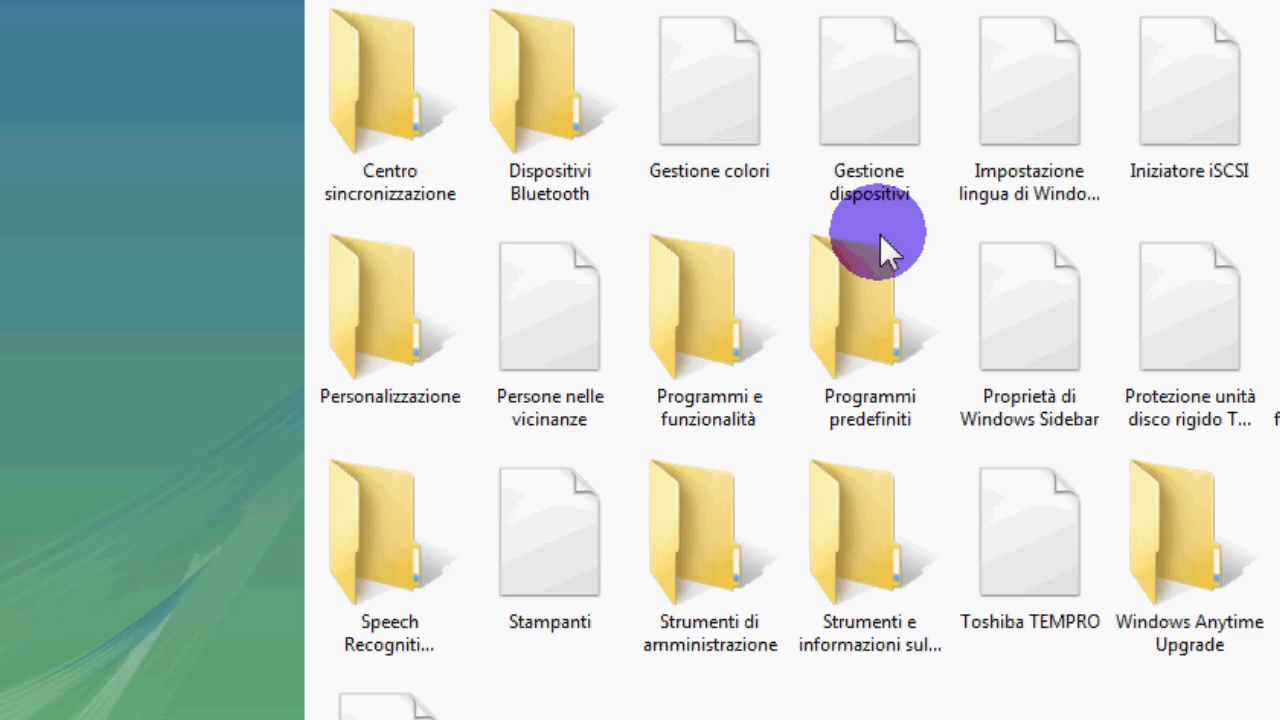 Centro
sincronizzazione
Dispositivi
Bluetooth
Gestione colori
Gestione
dispositivi
Impostazione
lingua di Windo...
Iniziatore iSCSI
Personalizzazione
Persone nelle
vicinanze
Programmi e
funzionalità
Programmi
predefiniti
Proprietà di
Windows Sidebar
Protezione unità
disco rigido T...
Speech
Recogniti...
Stampanti
Strumenti di
amministrazione
Strumenti e
informazioni sul...
Toshiba TEMPRO
Windows Anytime
Upgrade